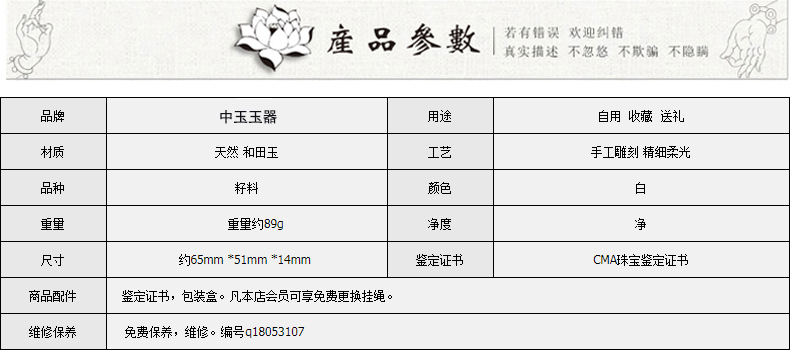 産品參數
若有错误 欢迎纠错
真实描述 不忽悠 不欺骗 不隐瞒
品牌 中玉玉器 用途 自用 收藏 送礼
材质 天然 和田玉 工艺 手工雕刻 精细柔光
品种 籽料 颜色 白
重量 重量约89g 净度 净
尺寸 约65mm *51mm *14mm 鉴定证书 CMA珠宝鉴定证书
商品配件 鉴定证书，包装盒。凡本店会员可享免费更换挂绳。
维修保养 免费保养，维修。编号q18053107